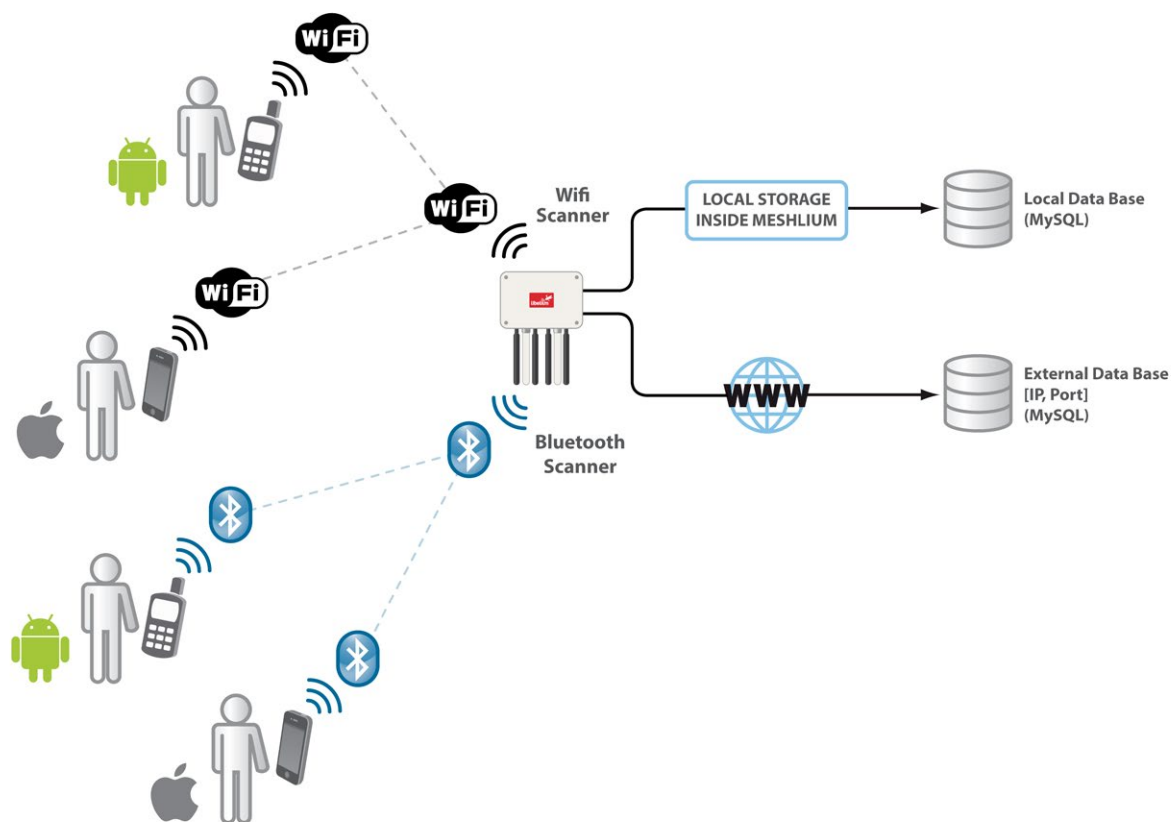 WiFi
WiFi
WiFi
Wifi
Scanner
LOCAL STORAGE
INSIDE MESHLIUM
Local Data Base
(MySQL)
libelium
WWW
External Data Base
[IP, Port]
(MySQL)
Bluetooth
Scanner